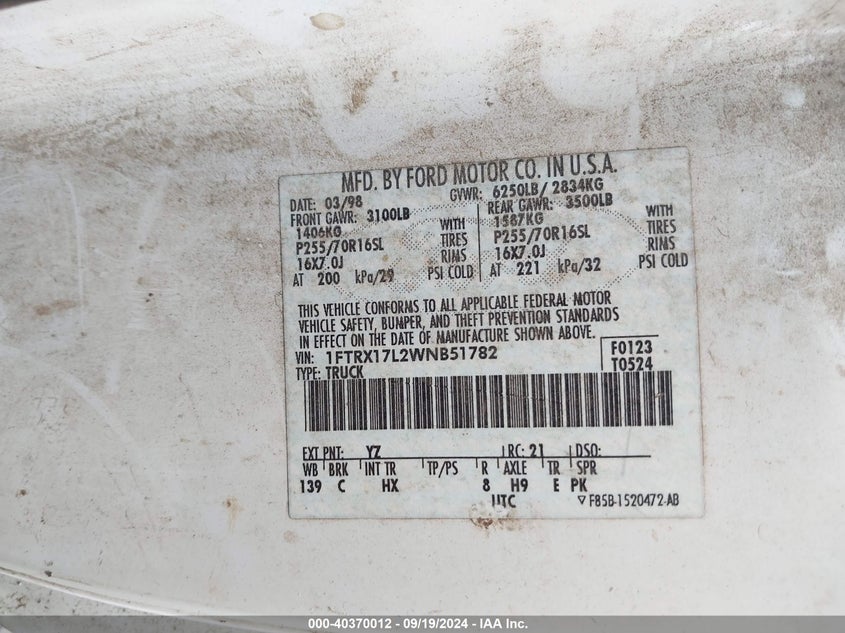 MFD. BY FORD MOTOR CO. IN U.S.A.
DATE: 03/98 GVWR: 6250LB/ 2834KG
FRONT GAWR: 3100LB REAR GAWR: 3500LB
1406KG WITH 1587KG WITH
P255/70R16SL TIRES P255/70R16SL TIRES
16X7.0J RIMS 16X7.0J RIMS
AT 200 kPa/29 PSI COLD AT 221 kPa/32 PSI COLD
THIS VEHICLE CONFORMS TO ALL APPLICABLE FEDERAL MOTOR
VEHICLE SAFETY, BUMPER, AND THEFT PREVENTION STANDARDS
IN EFFECT ON THE DATE OF MANUFACTURE SHOWN ABOVE.
VIN: 1FTRX17L2WNB51782 F0123
TYPE: TRUCK T0524
EXT PNT: YZ RC: 21 DSO:
WB BRK INT TR TP/PS R AXLE TR SPR
139 C HX 8 H9 E PK
UTC ▽ F85B-1520472-AB
000-40370012 - 09/19/2024 - IAA Inc.